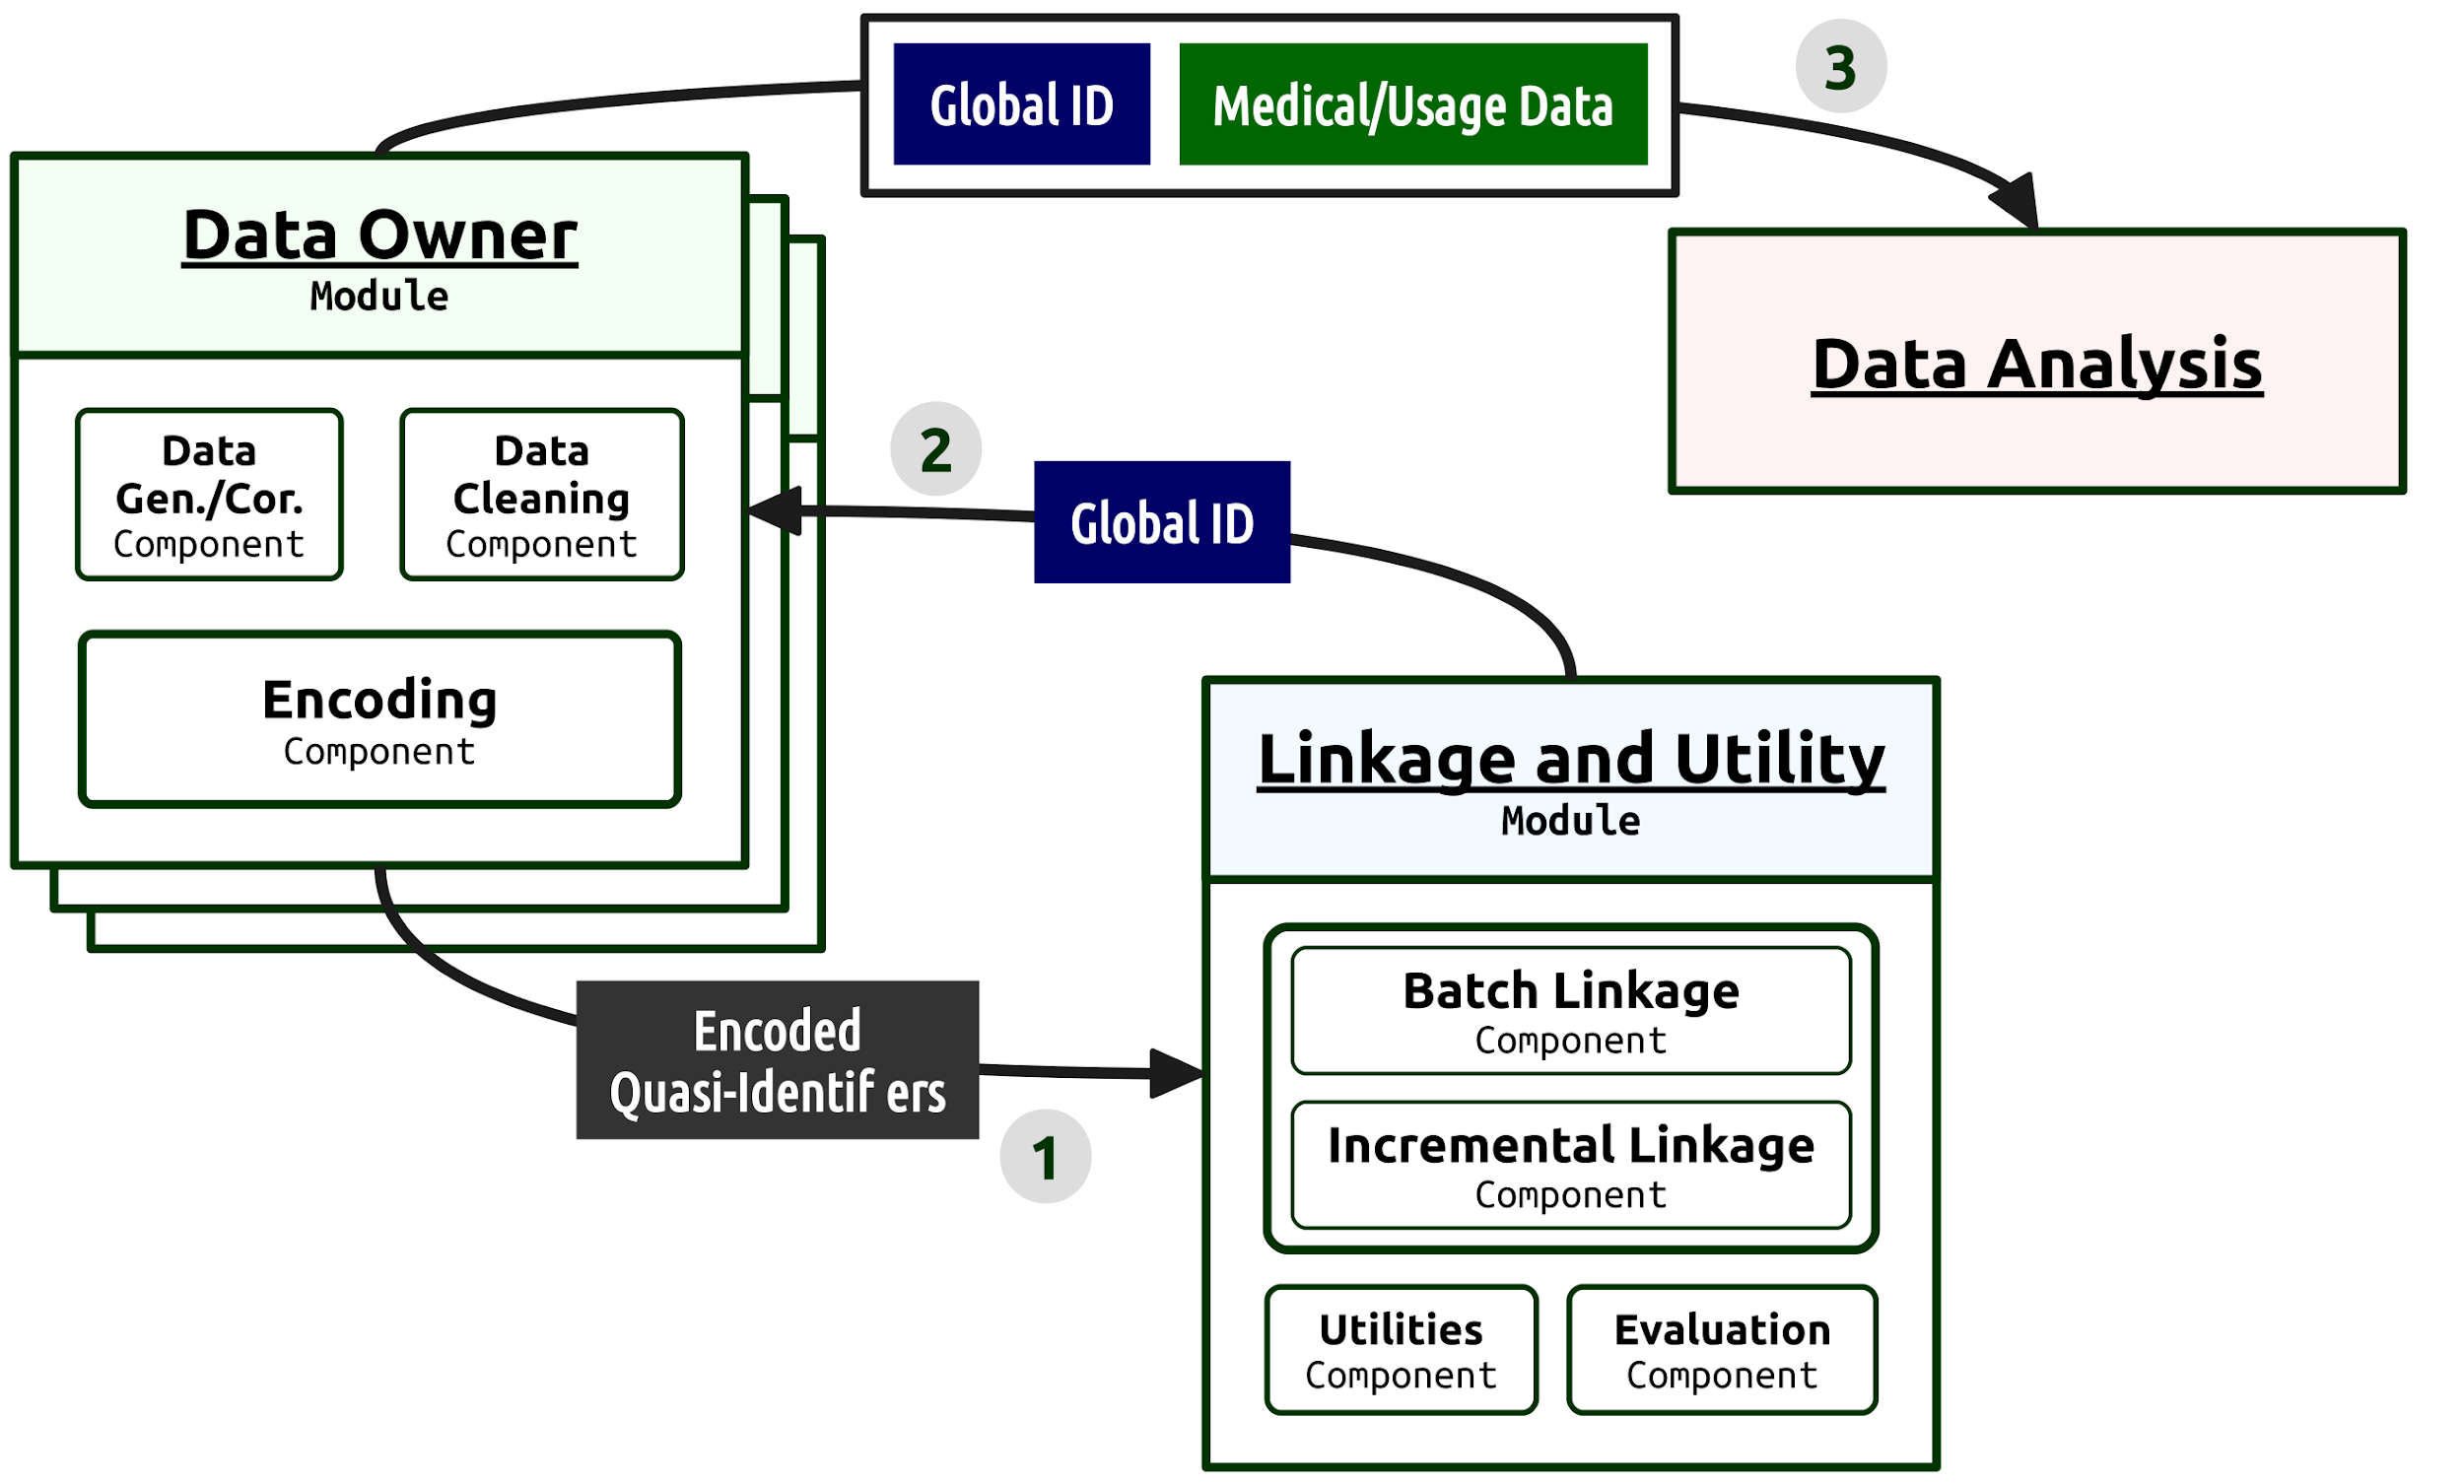 Global ID
Medical/Usage Data
3
Data Owner
Module
Data
Gen./Cor.
Component
Data
Cleaning
Component
Encoding
Component
2
Global ID
Data Analysis
Linkage and Utility
Module
Encoded
Quasi-Identif ers
1
Batch Linkage
Component
Incremental Linkage
Component
Utilities
Component
Evaluation
Component